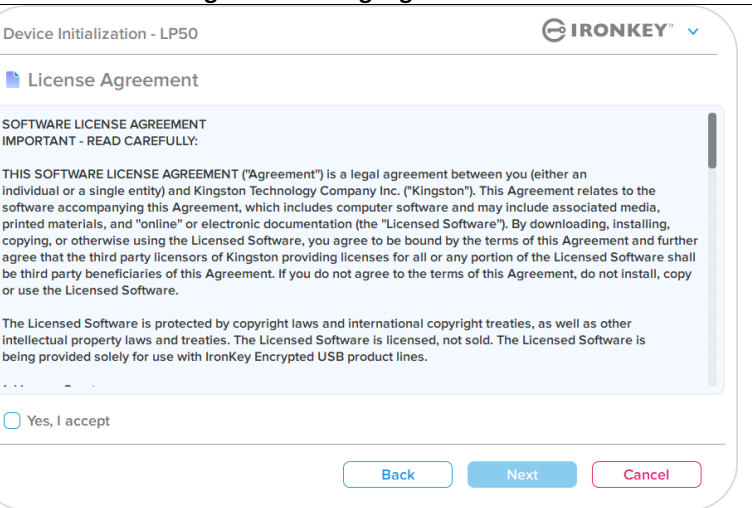 Device Initialization - LP50
IRONKEY™
License Agreement
SOFTWARE LICENSE AGREEMENT
IMPORTANT - READ CAREFULLY:
THIS SOFTWARE LICENSE AGREEMENT ("Agreement") is a legal agreement between you (either an
individual or a single entity) and Kingston Technology Company Inc. ("Kingston"). This Agreement relates to the
software accompanying this Agreement, which includes computer software and may include associated media,
printed materials, and "online" or electronic documentation (the "Licensed Software"). By downloading, installing,
copying, or otherwise using the Licensed Software, you agree to be bound by the terms of this Agreement and further
agree that the third party licensors of Kingston providing licenses for all or any portion of the Licensed Software shall
be third party beneficiaries of this Agreement. If you do not agree to the terms of this Agreement, do not install, copy
or use the Licensed Software.
The Licensed Software is protected by copyright laws and international copyright treaties, as well as other
intellectual property laws and treaties. The Licensed Software is licensed, not sold. The Licensed Software is
being provided solely for use with IronKey Encrypted USB product lines.
Yes, I accept
Back
Next
Cancel